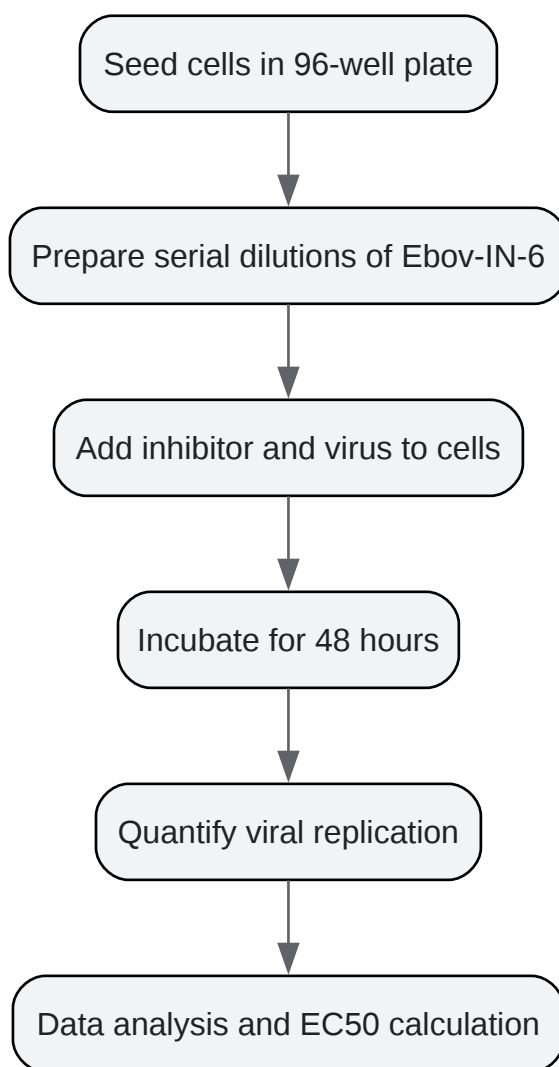 Seed cells in 96-well plate
Prepare serial dilutions of Ebov-IN-6
Add inhibitor and virus to cells
Incubate for 48 hours
Quantify viral replication
Data analysis and EC50 calculation